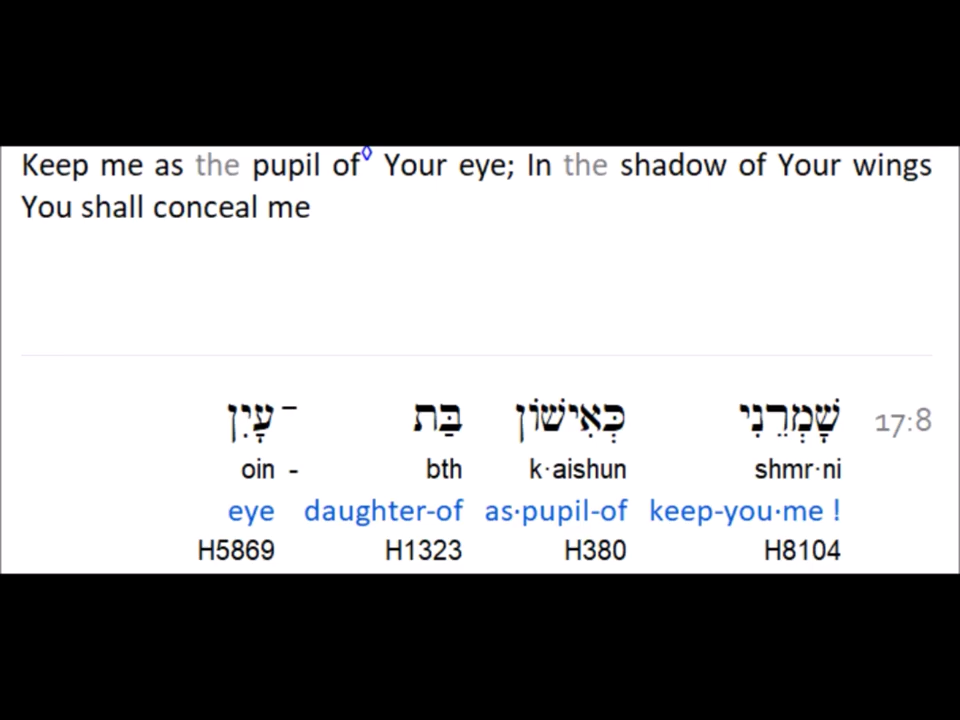 Keep me as the pupil of◊ Your eye; In the shadow of Your wings
You shall conceal me
שָׁמְרֵנִי כְּאִישׁוֹן בַּת ־ עָיִן 17:8
oin - bth k·aishun shmr·ni
eye daughter-of as·pupil-of keep-you·me !
H5869 H1323 H380 H8104